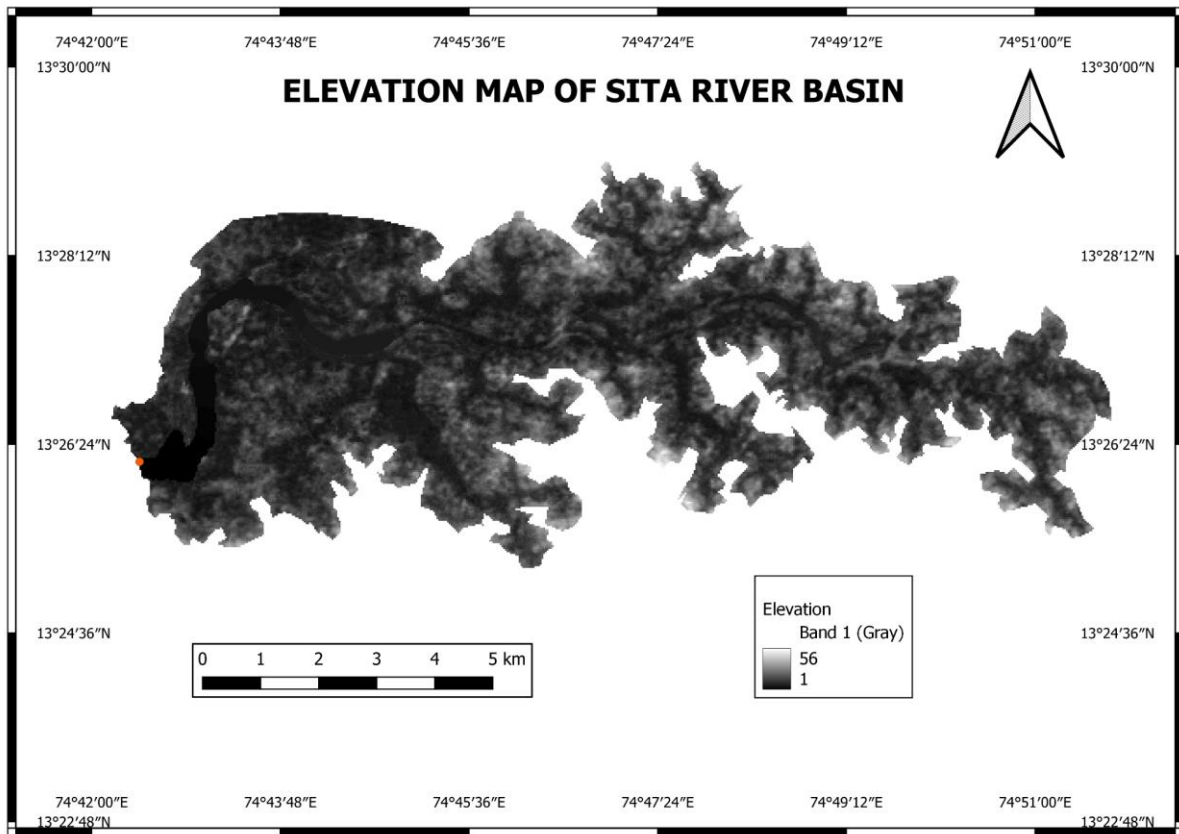 74°42′00″E 74°43′48″E 74°45′36″E 74°47′24″E 74°49′12″E 74°51′00″E
13°30′00″N 13°30′00″N
ELEVATION MAP OF SITA RIVER BASIN
13°28′12″N 13°28′12″N
13°26′24″N 13°26′24″N
Elevation
Band 1 (Gray)
56
1
13°24′36″N 13°24′36″N
0 1 2 3 4 5 km
74°42′00″E 74°43′48″E 74°45′36″E 74°47′24″E 74°49′12″E 74°51′00″E
13°22′48″N 13°22′48″N